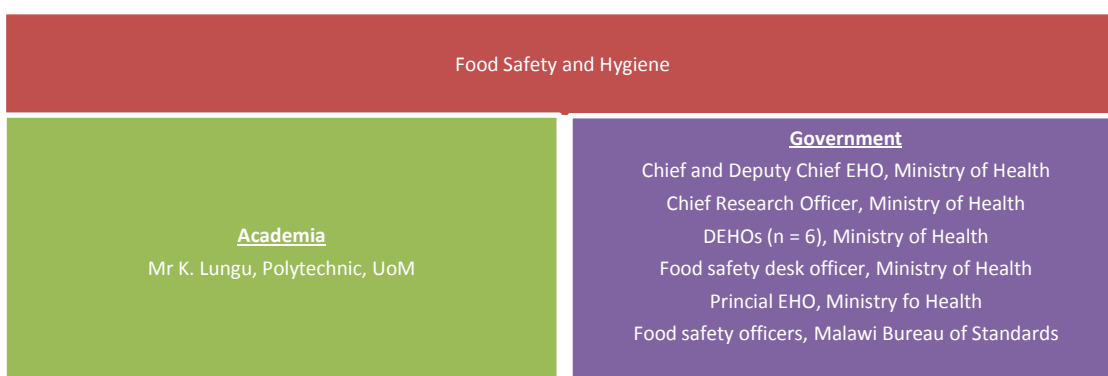 Food Safety and Hygiene
Academia
Mr K. Lungu, Polytechnic, UoM
Government
Chief and Deputy Chief EHO, Ministry of Health
Chief Research Officer, Ministry of Health
DEHOs (n = 6), Ministry of Health
Food safety desk officer, Ministry of Health
Princial EHO, Ministry fo Health
Food safety officers, Malawi Bureau of Standards